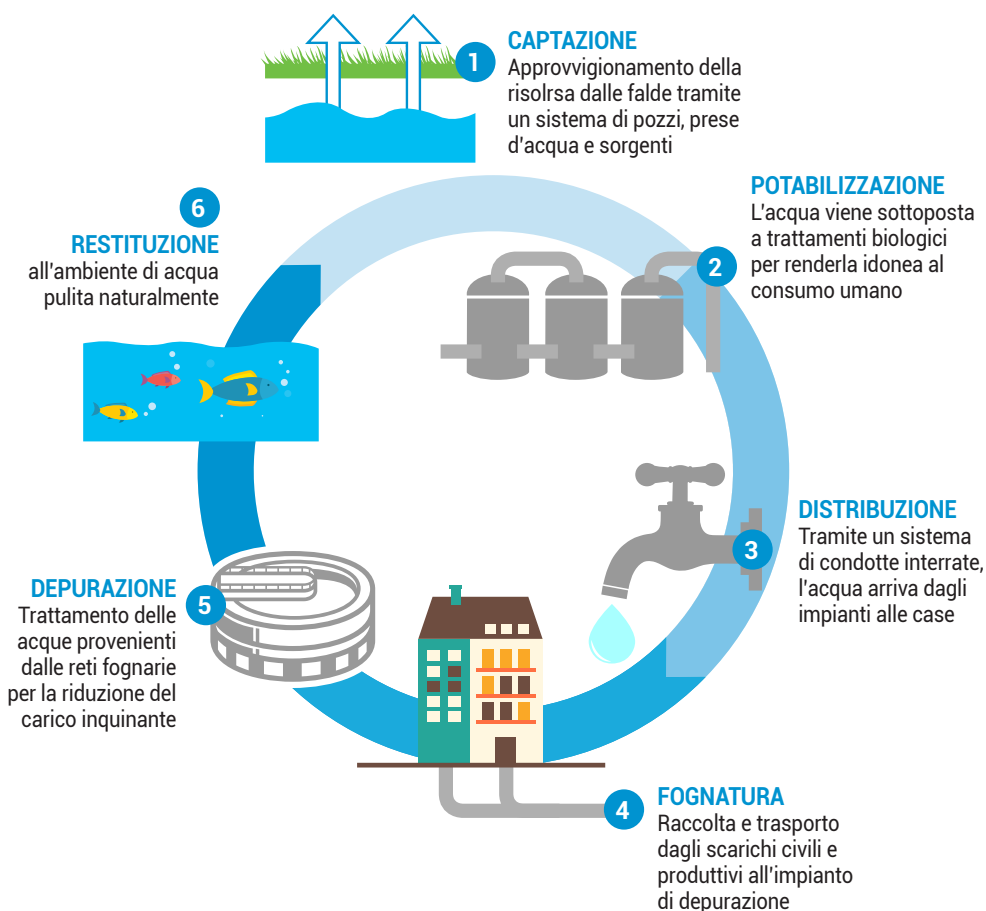 1
CAPTAZIONE
Approvvigionamento della
risolrsa dalle falde tramite
un sistema di pozzi, prese
d'acqua e sorgenti
2
POTABILIZZAZIONE
L'acqua viene sottoposta
a trattamenti biologici
per renderla idonea al
consumo umano
3
DISTRIBUZIONE
Tramite un sistema
di condotte interrate,
l'acqua arriva dagli
impianti alle case
4
FOGNATURA
Raccolta e trasporto
dagli scarichi civili e
produttivi all'impianto
di depurazione
5
DEPURAZIONE
Trattamento delle
acque provenienti
dalle reti fognarie
per la riduzione del
carico inquinante
6
RESTITUZIONE
all'ambiente di acqua
pulita naturalmente